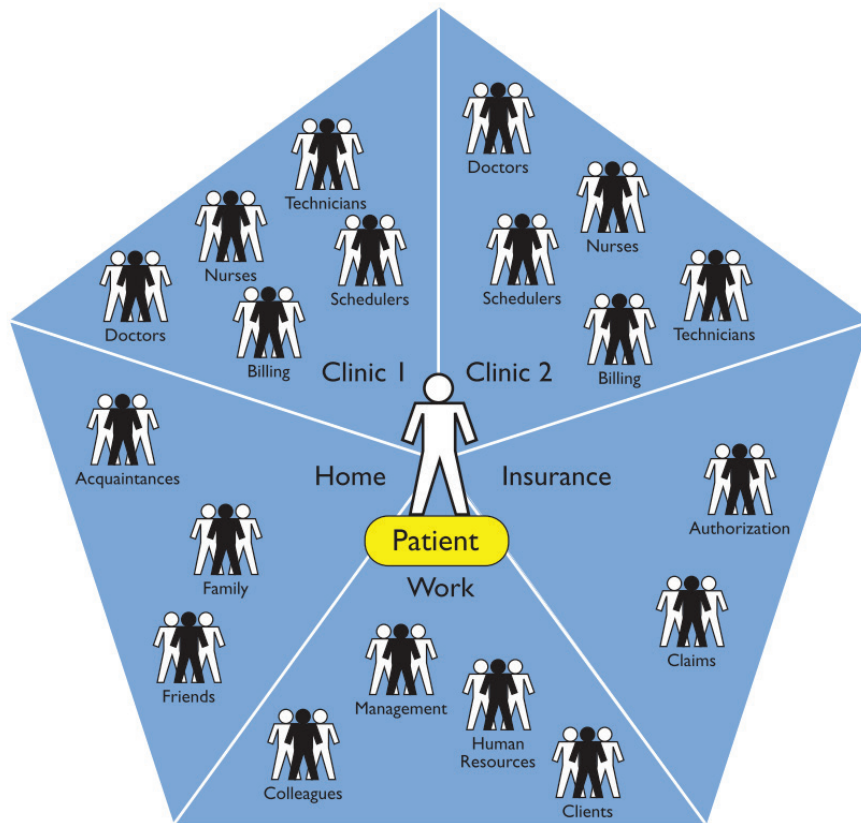 Doctors
Technicians
Nurses
Nurses
Schedulers
Schedulers
Doctors
Technicians
Billing
Billing
Clinic 1
Clinic 2
Acquaintances
Home
Insurance
Authorization
Patient
Family
Work
Claims
Friends
Management
Human
Resources
Colleagues
Clients